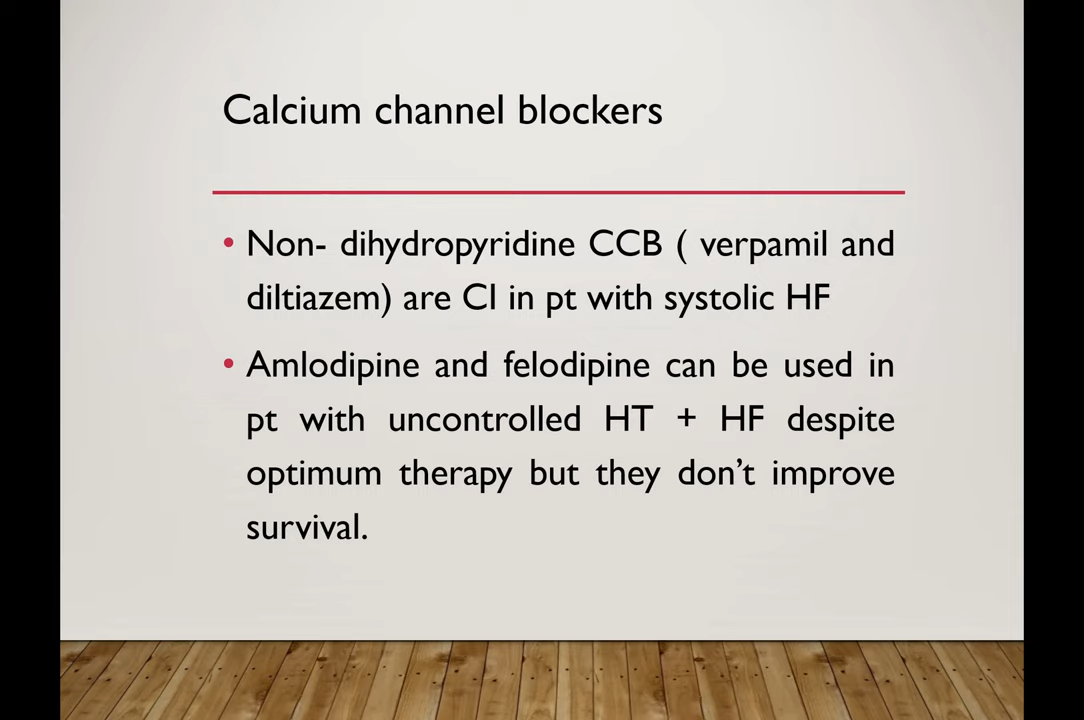 Calcium channel blockers
• Non- dihydropyridine CCB ( verpamil and
diltiazem) are CI in pt with systolic HF
• Amlodipine and felodipine can be used in
pt with uncontrolled HT + HF despite
optimum therapy but they don’t improve
survival.